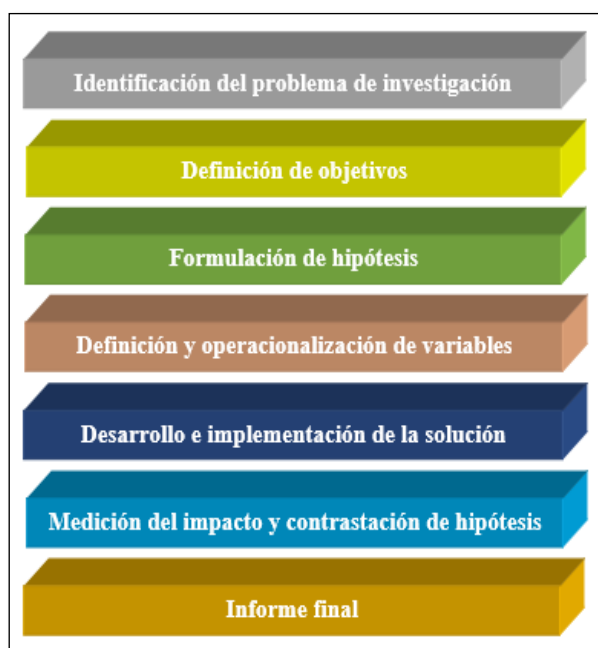 Identificación del problema de investigación
Definición de objetivos
Formulación de hipótesis
Definición y operacionalización de variables
Desarrollo e implementación de la solución
Medición del impacto y contrastación de hipótesis
Informe final